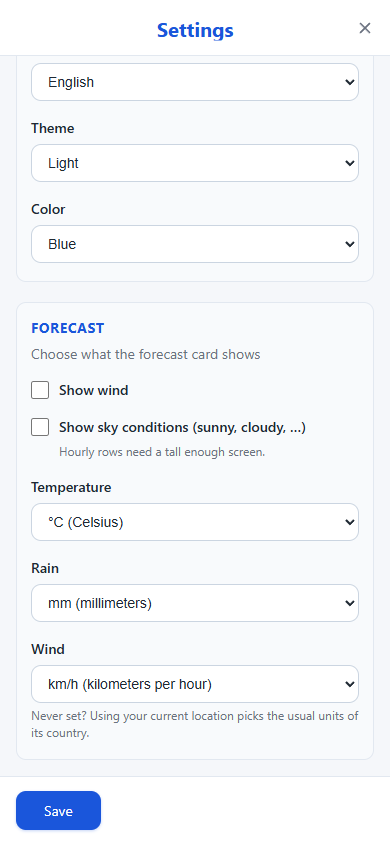 Settings
×
English
Theme
Light
Color
Blue
FORECAST
Choose what the forecast card shows
Show wind
Show sky conditions (sunny, cloudy, ...)
Hourly rows need a tall enough screen.
Temperature
°C (Celsius)
Rain
mm (millimeters)
Wind
km/h (kilometers per hour)
Never set? Using your current location picks the usual units of
its country.
Save